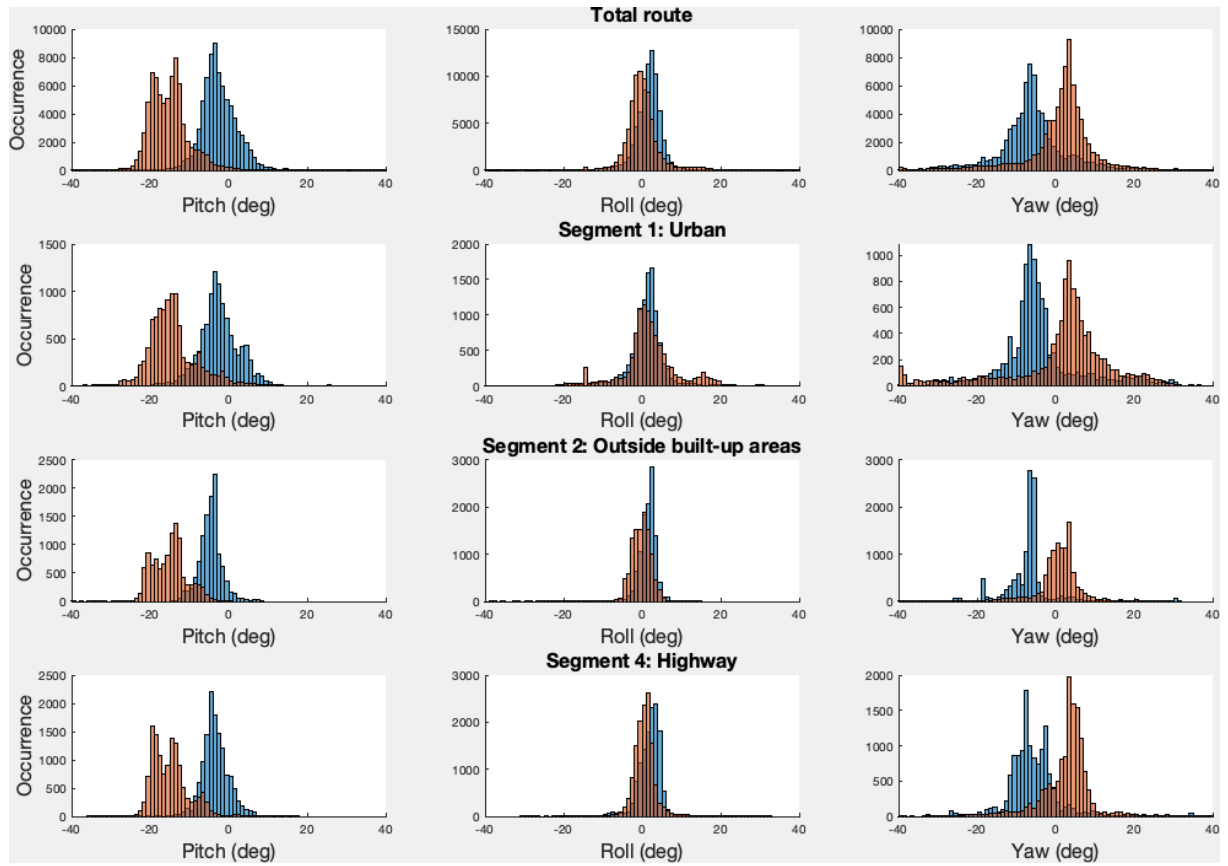 Total route
Occurrence
10000
8000
6000
4000
2000
0
-40 -20 0 20 40
Pitch (deg)
15000
10000
5000
0
-40 -20 0 20 40
Roll (deg)
10000
8000
6000
4000
2000
0
-40 -20 0 20 40
Yaw (deg)
Segment 1: Urban
Occurrence
1500
1000
500
0
-40 -20 0 20 40
Pitch (deg)
2000
1500
1000
500
0
-40 -20 0 20 40
Roll (deg)
1000
800
600
400
200
0
-40 -20 0 20 40
Yaw (deg)
Segment 2: Outside built-up areas
Occurrence
2500
2000
1500
1000
500
0
-40 -20 0 20 40
Pitch (deg)
3000
2000
1000
0
-40 -20 0 20 40
Roll (deg)
3000
2000
1000
0
-40 -20 0 20 40
Yaw (deg)
Segment 4: Highway
Occurrence
2500
2000
1500
1000
500
0
-40 -20 0 20 40
Pitch (deg)
3000
2000
1000
0
-40 -20 0 20 40
Roll (deg)
2000
1500
1000
500
0
-40 -20 0 20 40
Yaw (deg)